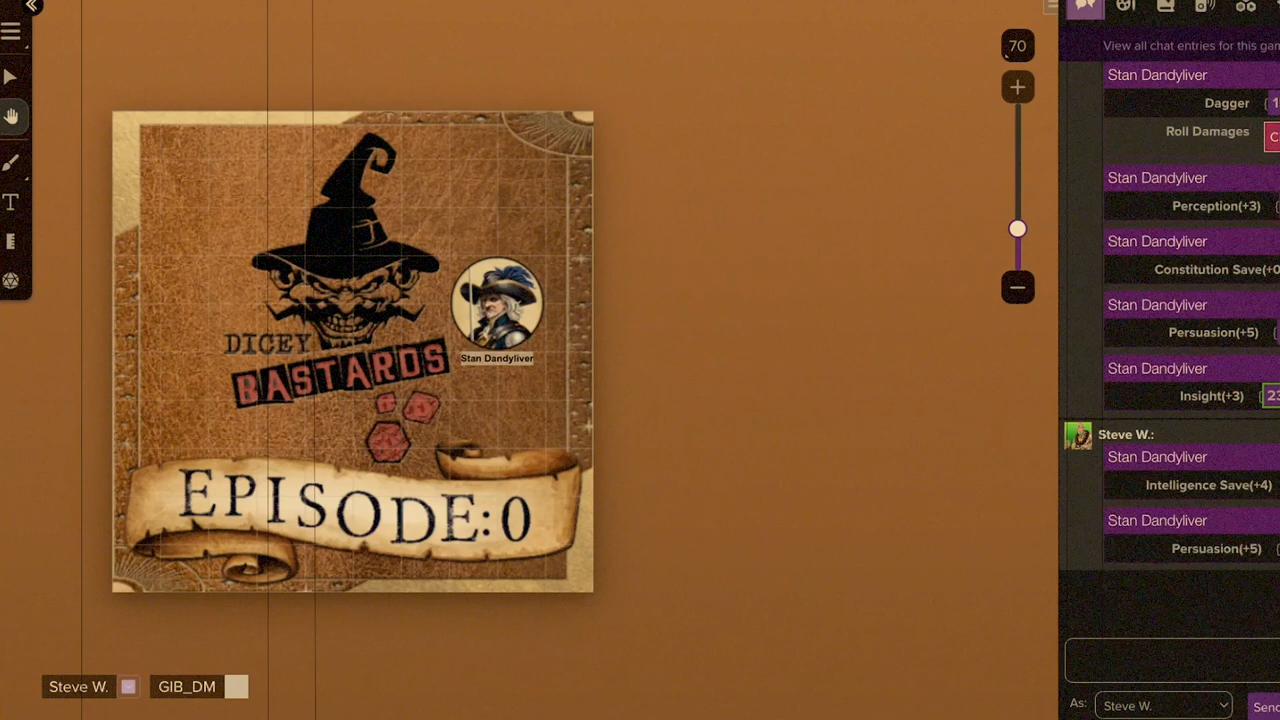 70
View all chat entries for this
Stan Dandyliver
Dagger
Roll Damages
Stan Dandyliver
Perception(+3)
Stan Dandyliver
Constitution Save(+0
Stan Dandyliver
Persuasion(+5)
Stan Dandyliver
Insight(+3)
23
Steve W.:
Stan Dandyliver
Intelligence Save(+4)
Stan Dandyliver
Persuasion(+5)
As:
Steve W.
DICEY
BASTARDS
Stan Dandyliver
EPISODE:0
Steve W.
GIB_DM